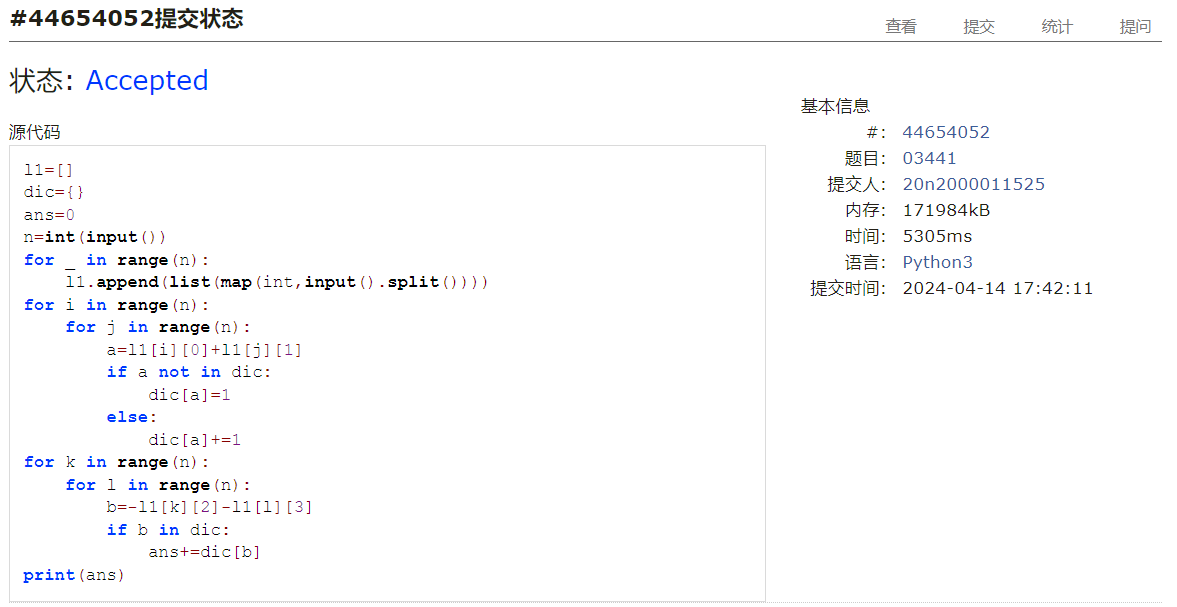 #44654052提交状态
查看 提交 统计 提问
状态: Accepted
源代码
l1=[]
dic={}
ans=0
n=int(input())
for _ in range(n):
    l1.append(list(map(int,input().split())))
for i in range(n):
    for j in range(n):
        a=l1[i][0]+l1[j][1]
        if a not in dic:
            dic[a]=1
        else:
            dic[a]+=1
for k in range(n):
    for l in range(n):
        b=-l1[k][2]-l1[l][3]
        if b in dic:
            ans+=dic[b]
print(ans)
基本信息
#: 44654052
题目: 03441
提交人: 20n2000011525
内存: 171984kB
时间: 5305ms
语言: Python3
提交时间: 2024-04-14 17:42:11